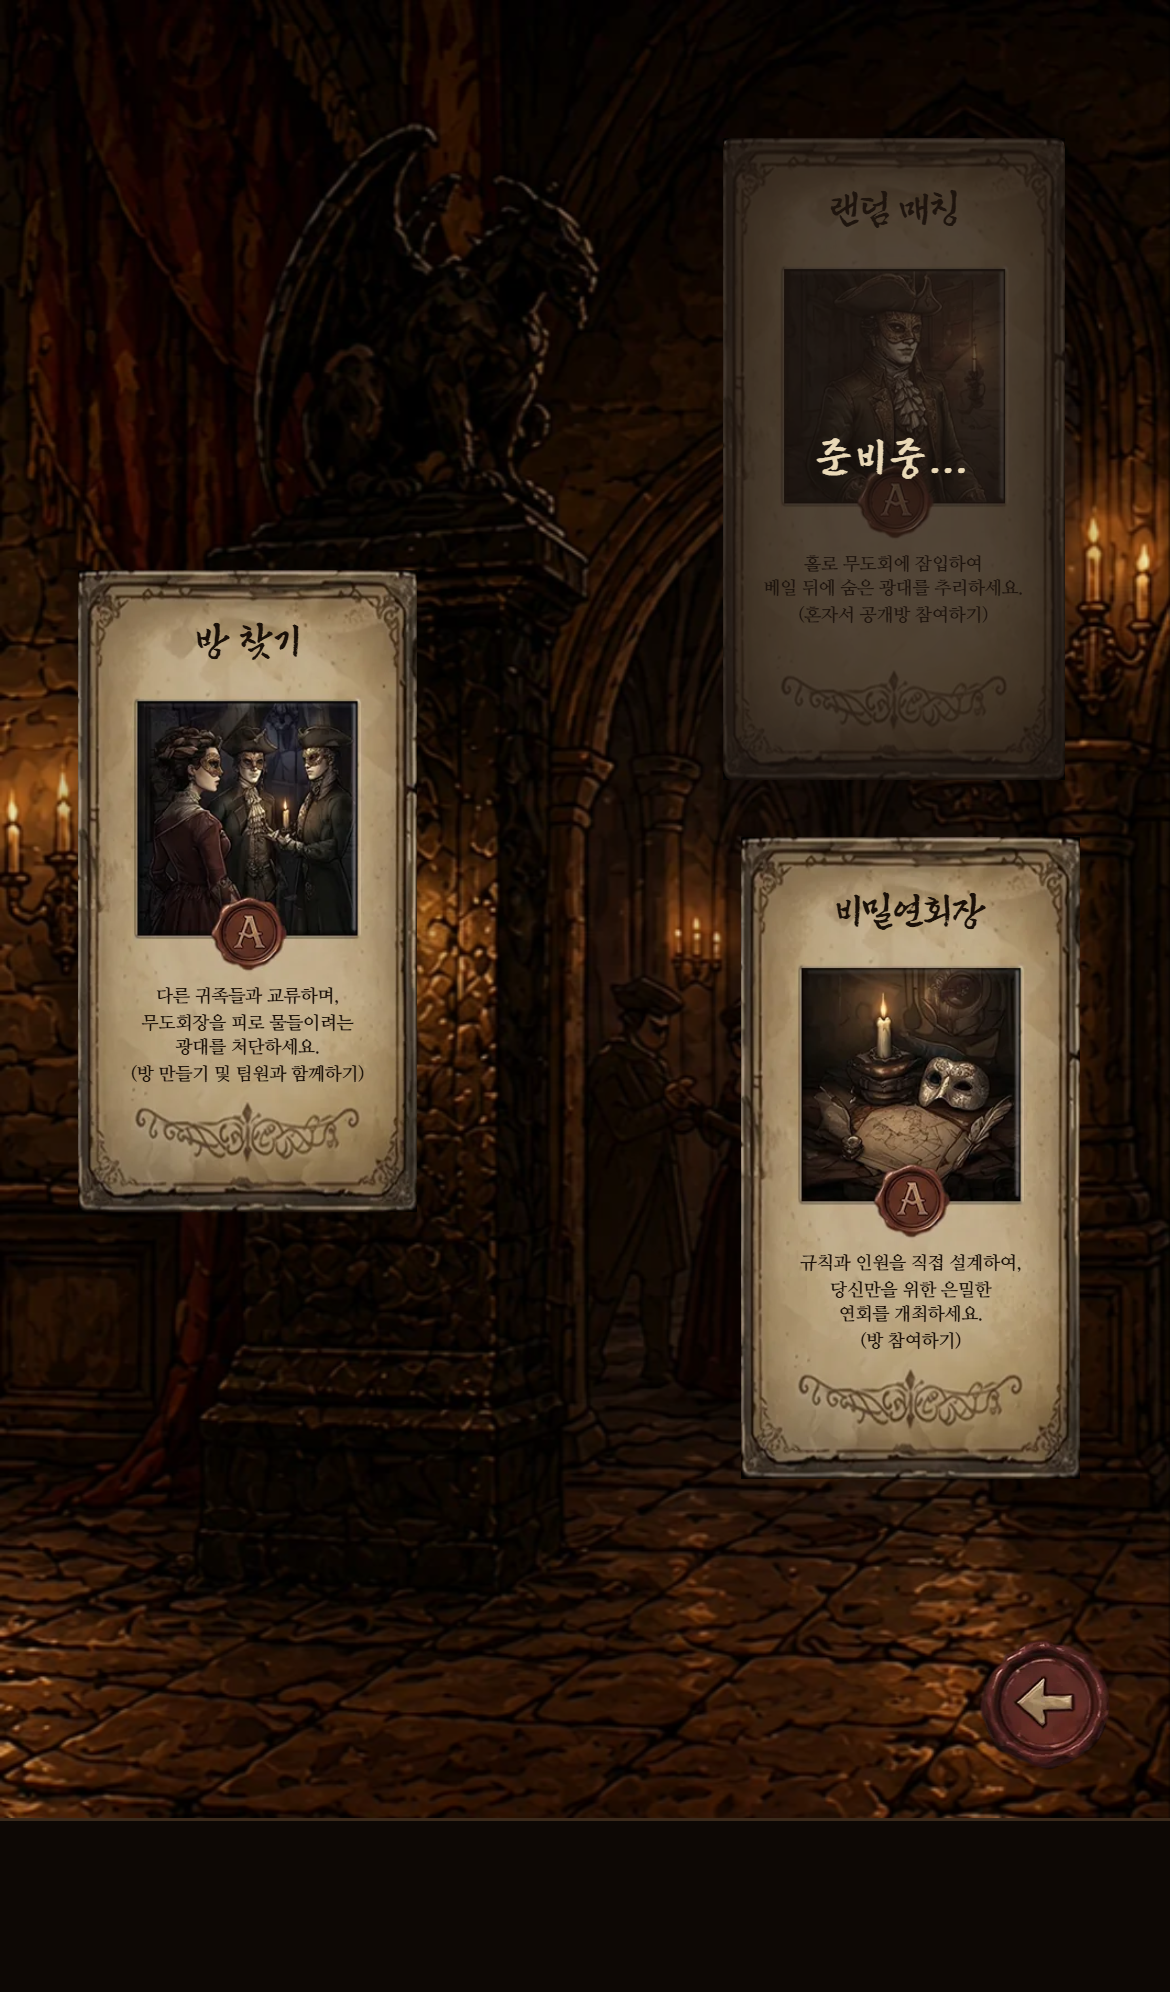 랜덤 매칭
준비중...
A
홀로 무도회에 잠입하여
베일 뒤에 숨은 광대를 추리하세요.
(혼자서 공개방 참여하기)
방 찾기
A
다른 귀족들과 교류하며,
무도회장을 피로 물들이려는
광대를 처단하세요.
(방 만들기 및 팀원과 함께하기)
비밀연회장
A
규칙과 인원을 직접 설계하여,
당신만을 위한 은밀한
연회를 개최하세요.
(방 참여하기)